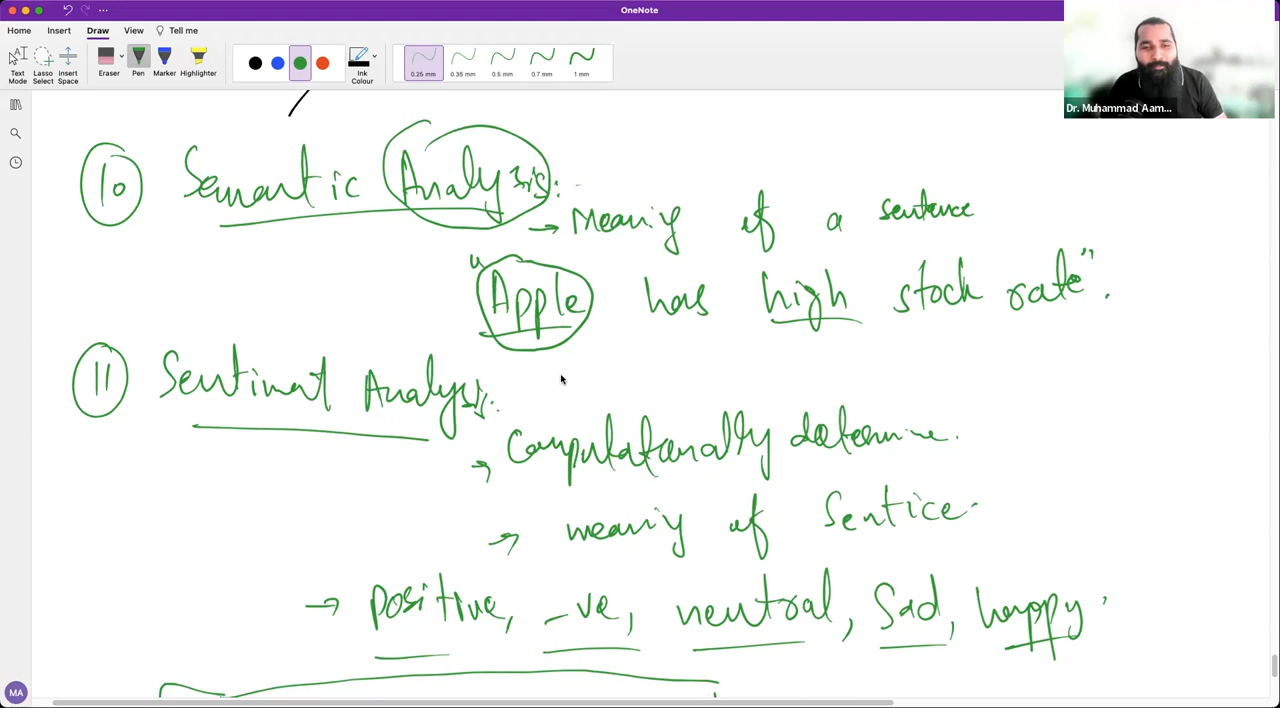 OneNote
Home Insert Draw View Tell me
Text Mode Lasso Select Insert Space Eraser Pen Marker Highlighter Ink Colour 0.25 mm 0.35 mm 0.5 mm 0.7 mm 1 mm
Dr. Muhammad Aam...
10 Semantic Analysis:
→ Meaning of a sentence
"Apple has high stock rate".
11 Sentiment Analysis:
→ Computationally determine.
→ meaning of Sentice.
→ positive, -ve, neutral, Sad, happy.
MA